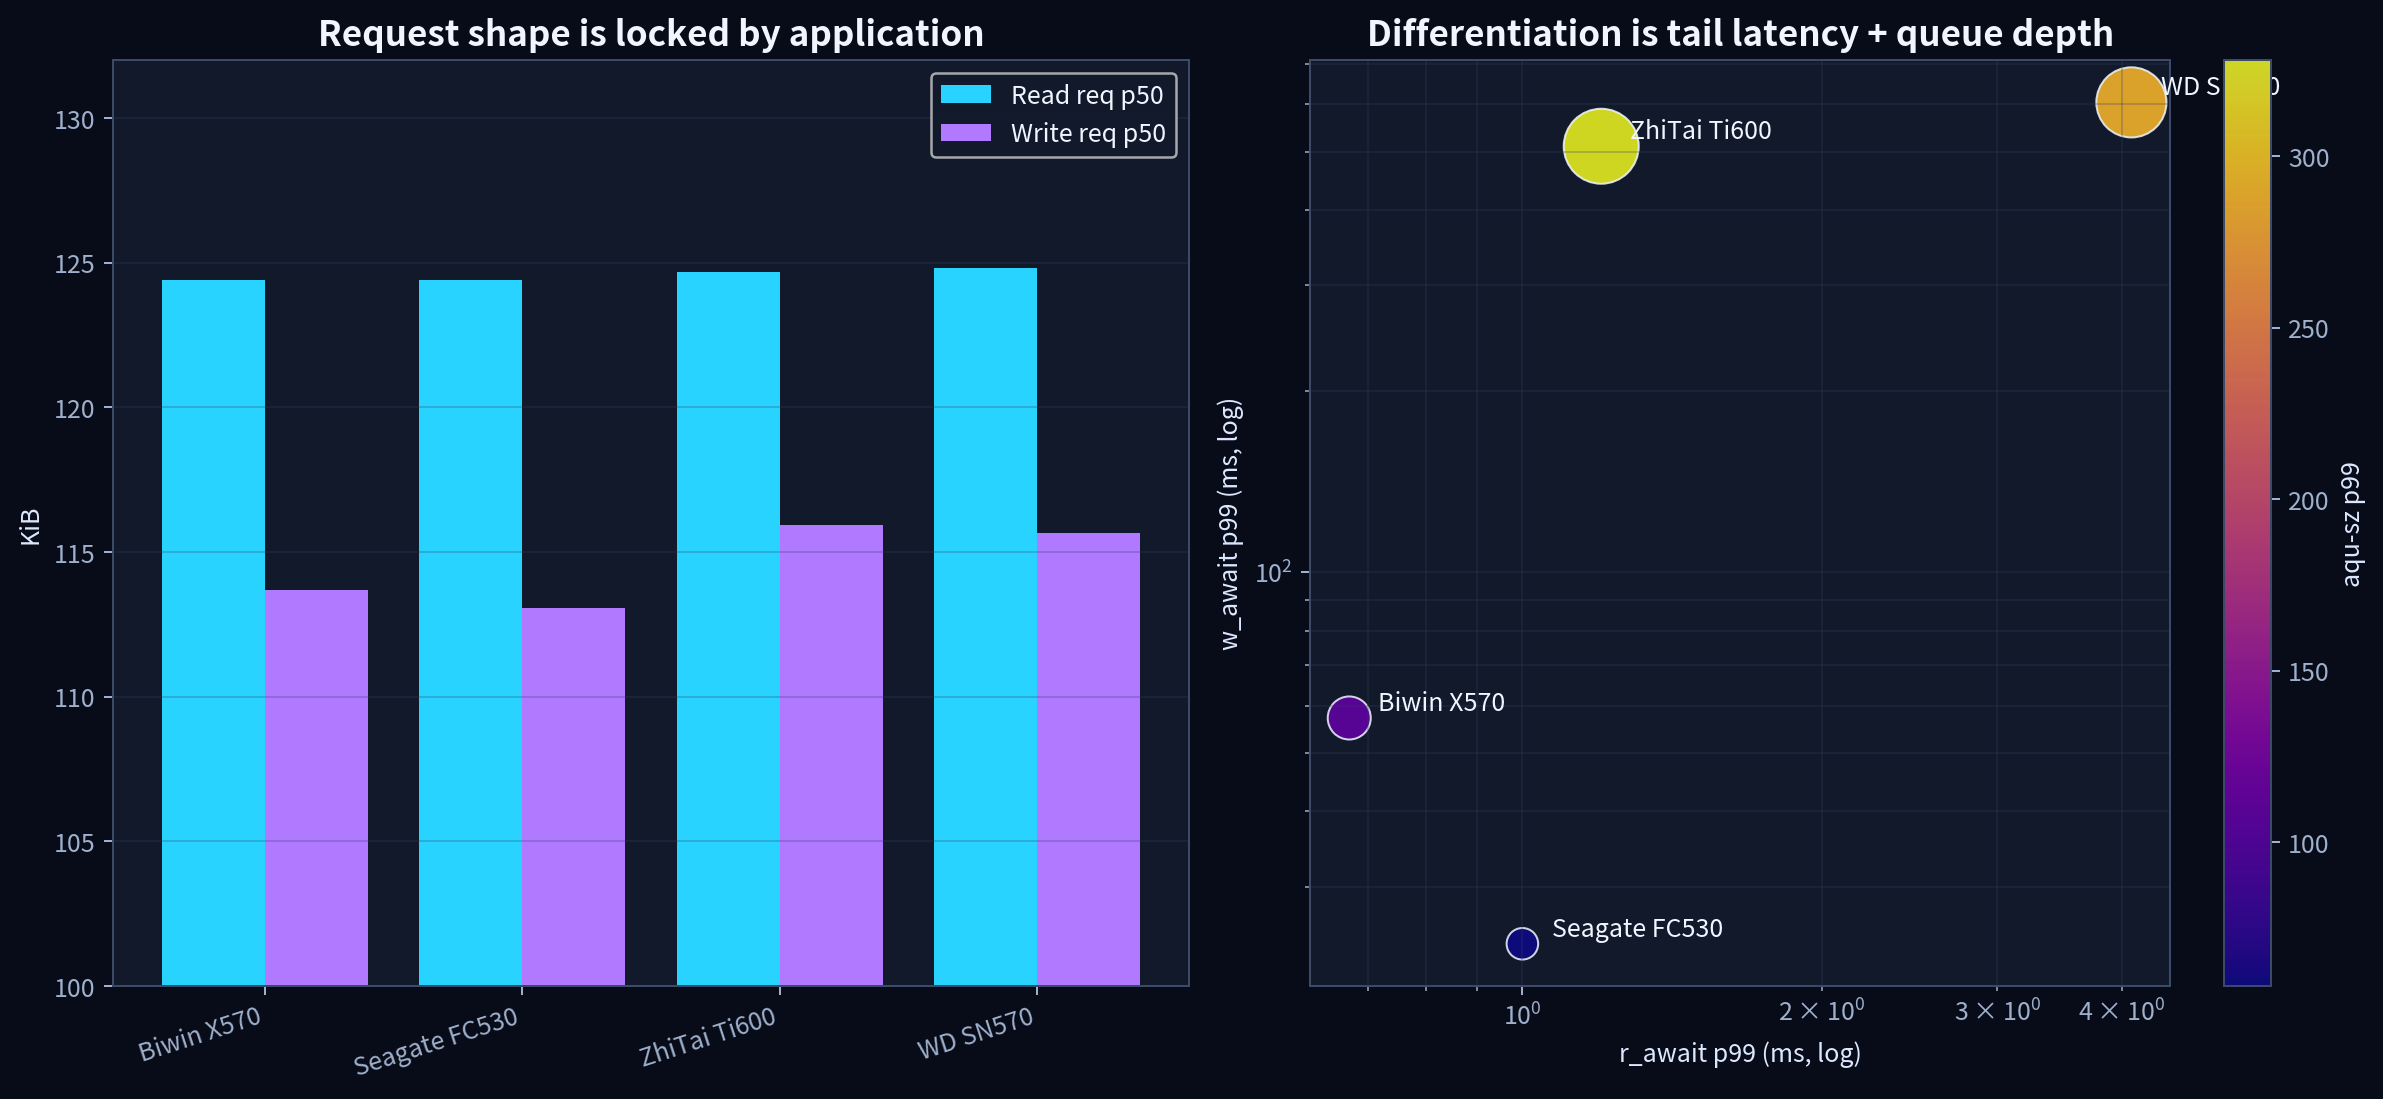 Request shape is locked by application
Read req p50
Write req p50
130
125
120
115
110
105
100
KiB
Biwin X570
Seagate FC530
ZhiTai Ti600
WD SN570
Differentiation is tail latency + queue depth
WD S
0
ZhiTai Ti600
Biwin X570
Seagate FC530
10²
w_await p99 (ms, log)
10⁰
2 × 10⁰
3 × 10⁰
4 × 10⁰
r_await p99 (ms, log)
300
250
200
150
100
aqu-sz p99